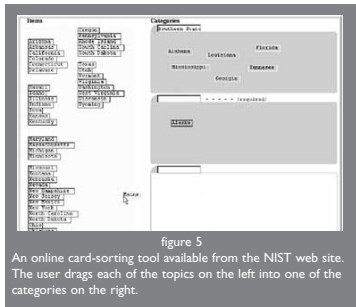 Items
Categories
Oregon
Pennsylvania
Arizona
Rhode Island
Arkansas
South Carolina
California
South Dakota
Colorado
Connecticut
Texas
Delaware
Utah
Vermont
Virginia
Hawaii
Washington
Idaho
West Virginia
Illinois
Wisconsin
Indiana
Wyoming
Iowa
Kansas
Kentucky
Maryland
Massachusetts
Michigan
Minnesota
Missouri
Montana
Nebraska
Nevada
New Hampshire
New Jersey
New Mexico
New York
North Carolina
North Dakota
Ohio
Maine
Southern
Alabama
Louisiana
Florida
Mississippi
Tennessee
Georgia
(required)
Alaska
figure 5
An online card-sorting tool available from the NIST web site.
The user drags each of the topics on the left into one of the
categories on the right.